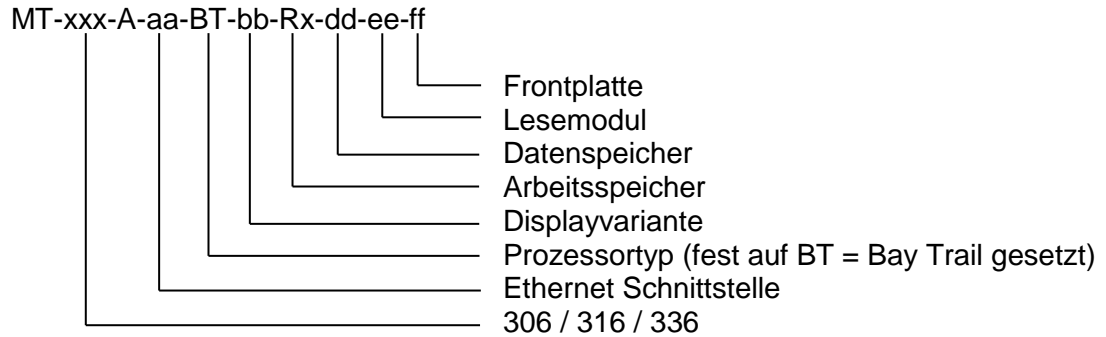 MT-xxx-A-aa-BT-bb-Rx-dd-ee-ff
Frontplatte
Lesemodul
Datenspeicher
Arbeitsspeicher
Displayvariante
Prozessortyp (fest auf BT = Bay Trail gesetzt)
Ethernet Schnittstelle
306 / 316 / 336